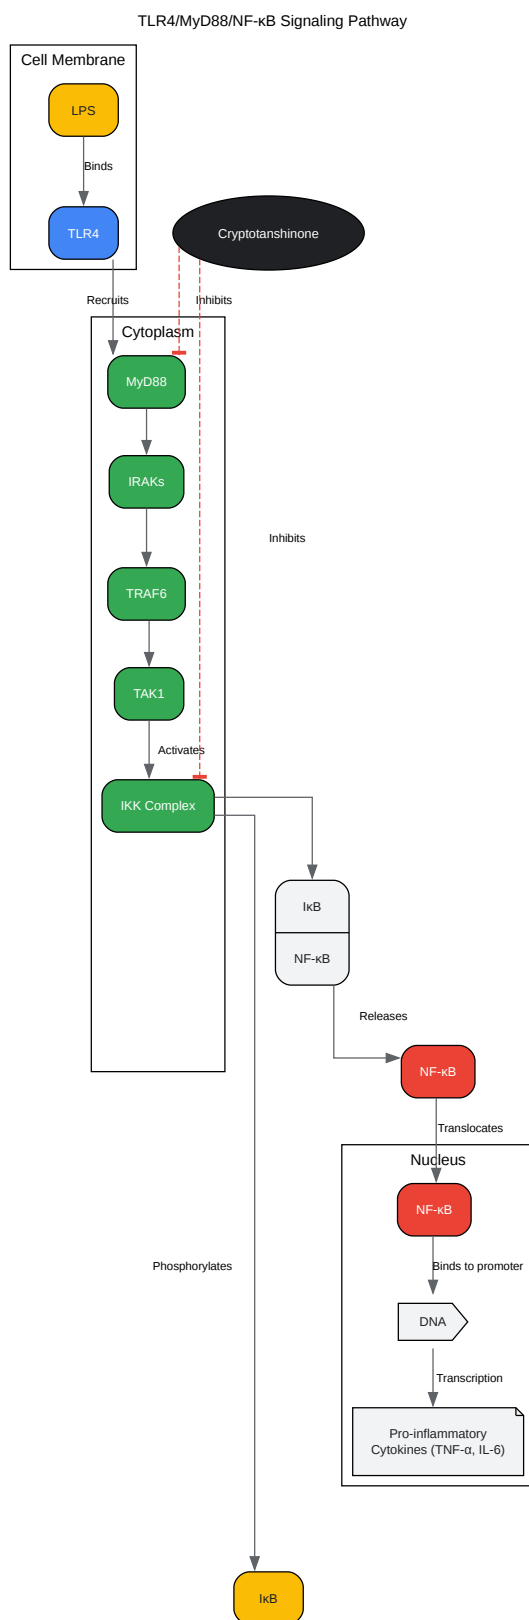 TLR4/MyD88/NF-κB Signaling Pathway
Cell Membrane
LPS
Binds
TLR4
Cryptotanshinone
Recruits
Inhibits
Cytoplasm
MyD88
IRAKs
Inhibits
TRAF6
TAK1
Activates
IKK Complex
IκB
NF-κB
Releases
NF-κB
Translocates
Nucleus
NF-κB
Phosphorylates
Binds to promoter
DNA
Transcription
Pro-inflammatory
Cytokines (TNF-α, IL-6)
IκB